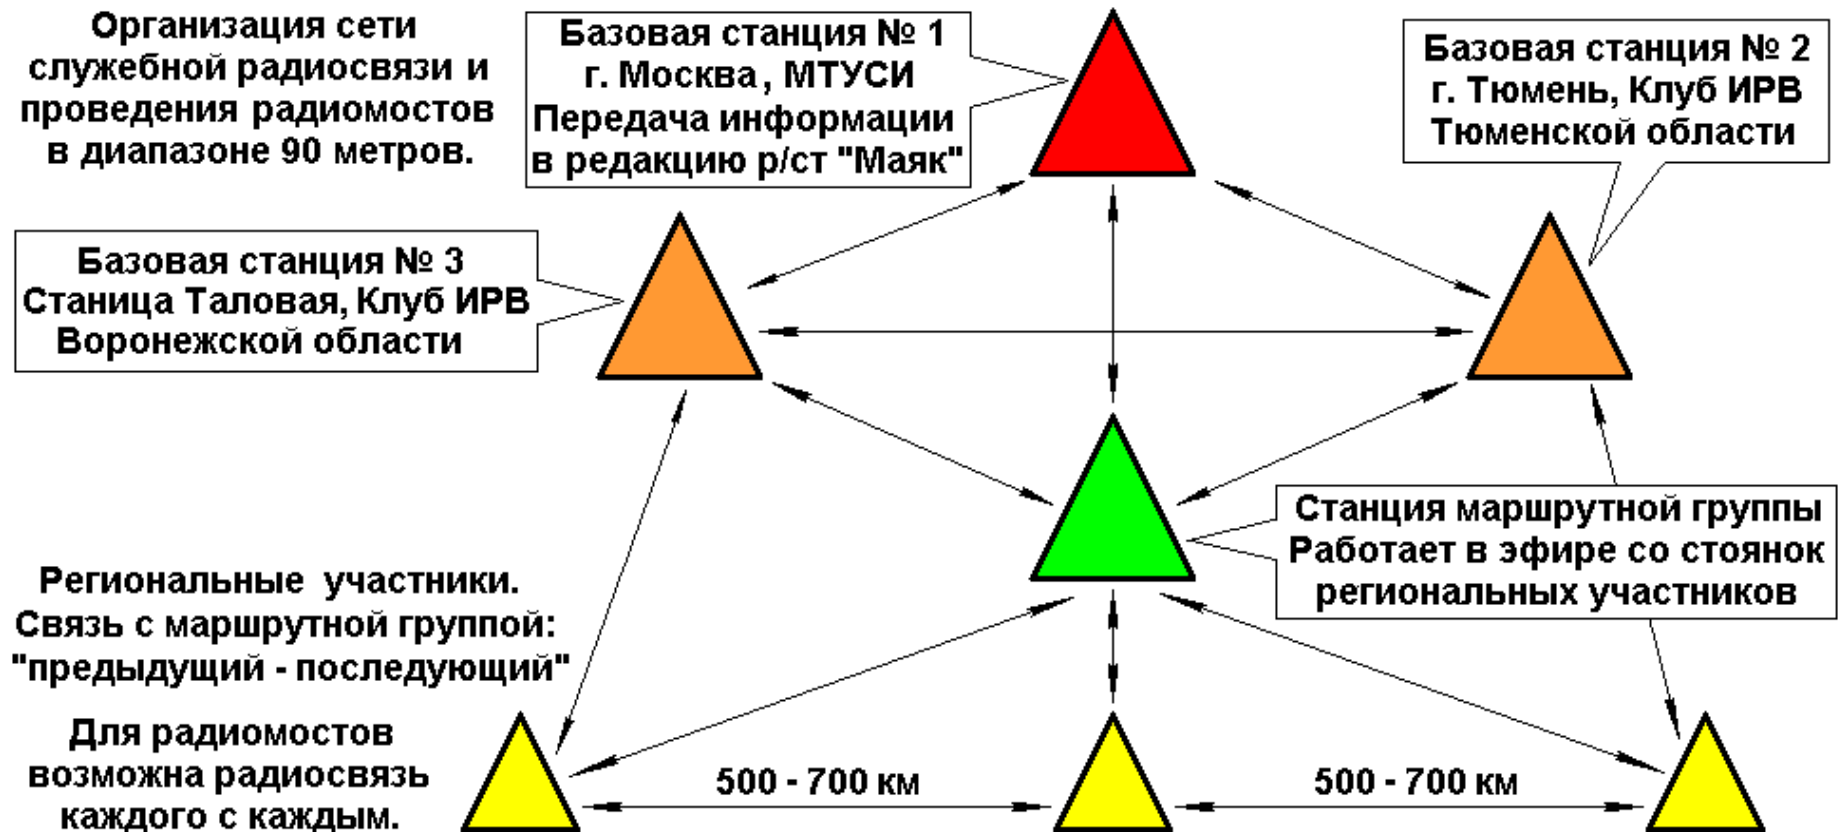 Организация сети
служебной радиосвязи и
проведения радиомостов
в диапазоне 90 метров.
Базовая станция № 1
г. Москва, МТУСИ
Передача информации
в редакцию р/ст "Маяк"
Базовая станция № 2
г. Тюмень, Клуб ИРВ
Тюменской области
Базовая станция № 3
Станица Таловая, Клуб ИРВ
Воронежской области
Станция маршрутной группы
Работает в эфире со стоянок
региональных участников
Региональные участники.
Связь с маршрутной группой:
"предыдущий - последующий"
Для радиомостов
возможна радиосвязь
каждого с каждым.
500 - 700 км
500 - 700 км